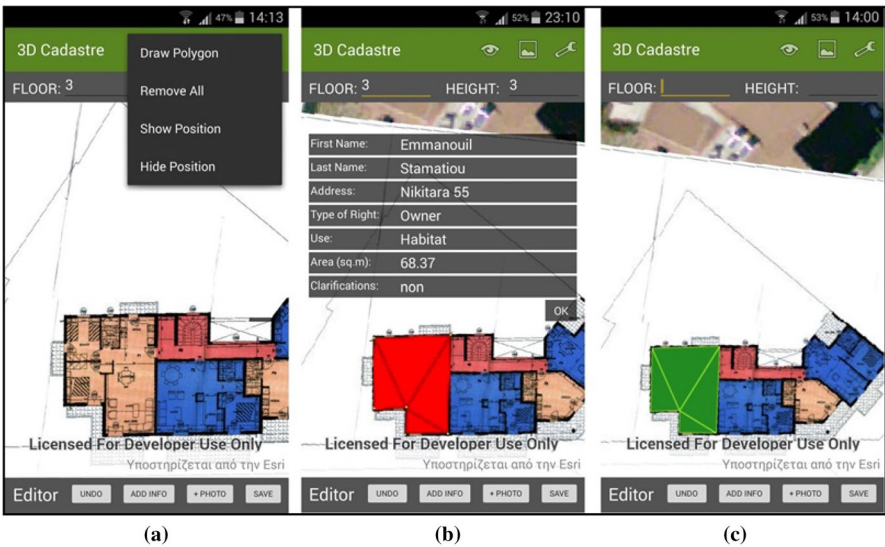 47% 14:13
3D Cadastre
Draw Polygon
FLOOR: 3
Remove All
Show Position
Hide Position
Licensed For Developer Use Only
Υποστηρίζεται από την Esri
Editor UNDO ADD INFO + PHOTO SAVE
(a)
52% 23:10
3D Cadastre
FLOOR: 3 HEIGHT: 3
First Name: Emmanouil
Last Name: Stamatiou
Address: Nikitara 55
Type of Right: Owner
Use: Habitat
Area (sq.m): 68.37
Clarifications: non
OK
Licensed For Developer Use Only
Υποστηρίζεται από την Esri
Editor UNDO ADD INFO + PHOTO SAVE
(b)
53% 14:00
3D Cadastre
FLOOR: HEIGHT:
Licensed For Developer Use Only
Υποστηρίζεται από την Esri
Editor UNDO ADD INFO + PHOTO SAVE
(c)